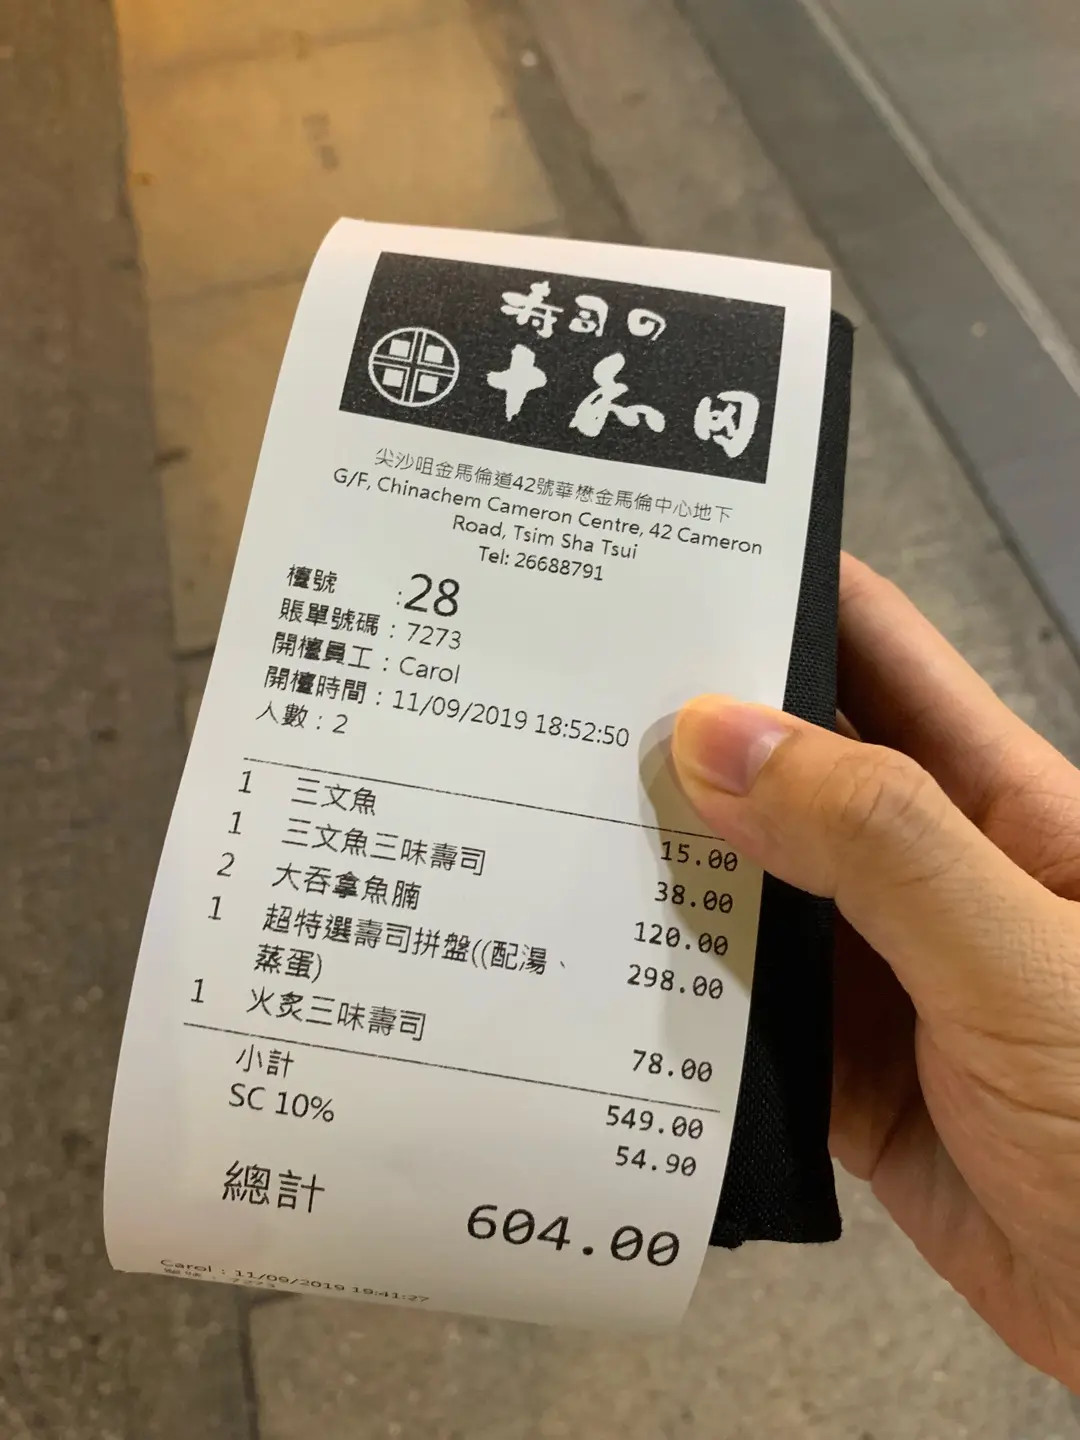 寿司の
十和田
尖沙咀金馬倫道42號華懋金馬倫中心地下
G/F, Chinachem Cameron Centre, 42 Cameron
Road, Tsim Sha Tsui
Tel: 26688791
檯號 :28
賬單號碼 : 7273
開檯員工 : Carol
開檯時間 : 11/09/2019 18:52:50
人數 : 2
1 三文魚 15.00
1 三文魚三味壽司 38.00
2 大吞拿魚腩 120.00
1 超特選壽司拼盤((配湯、 298.00
蒸蛋)
1 火炙三味壽司 78.00
小計 549.00
SC 10% 54.90
總計 604.00
Carol : 11/09/2019 19:41:27
單號 : 7273